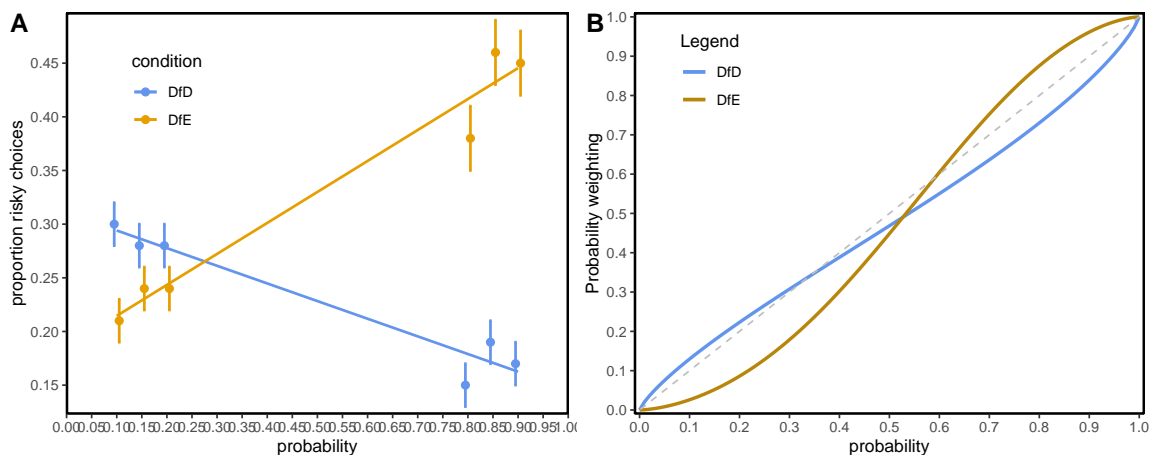 A
condition
DfD
DfE
proportion risky choices
0.45
0.40
0.35
0.30
0.25
0.20
0.15
0.00 0.05 0.10 0.15 0.20 0.25 0.30 0.35 0.40 0.45 0.50 0.55 0.60 0.65 0.70 0.75 0.80 0.85 0.90 0.95 1.00
probability
B
Legend
DfD
DfE
Probability weighting
1.0
0.9
0.8
0.7
0.6
0.5
0.4
0.3
0.2
0.1
0.0
0.0 0.1 0.2 0.3 0.4 0.5 0.6 0.7 0.8 0.9 1.0
probability